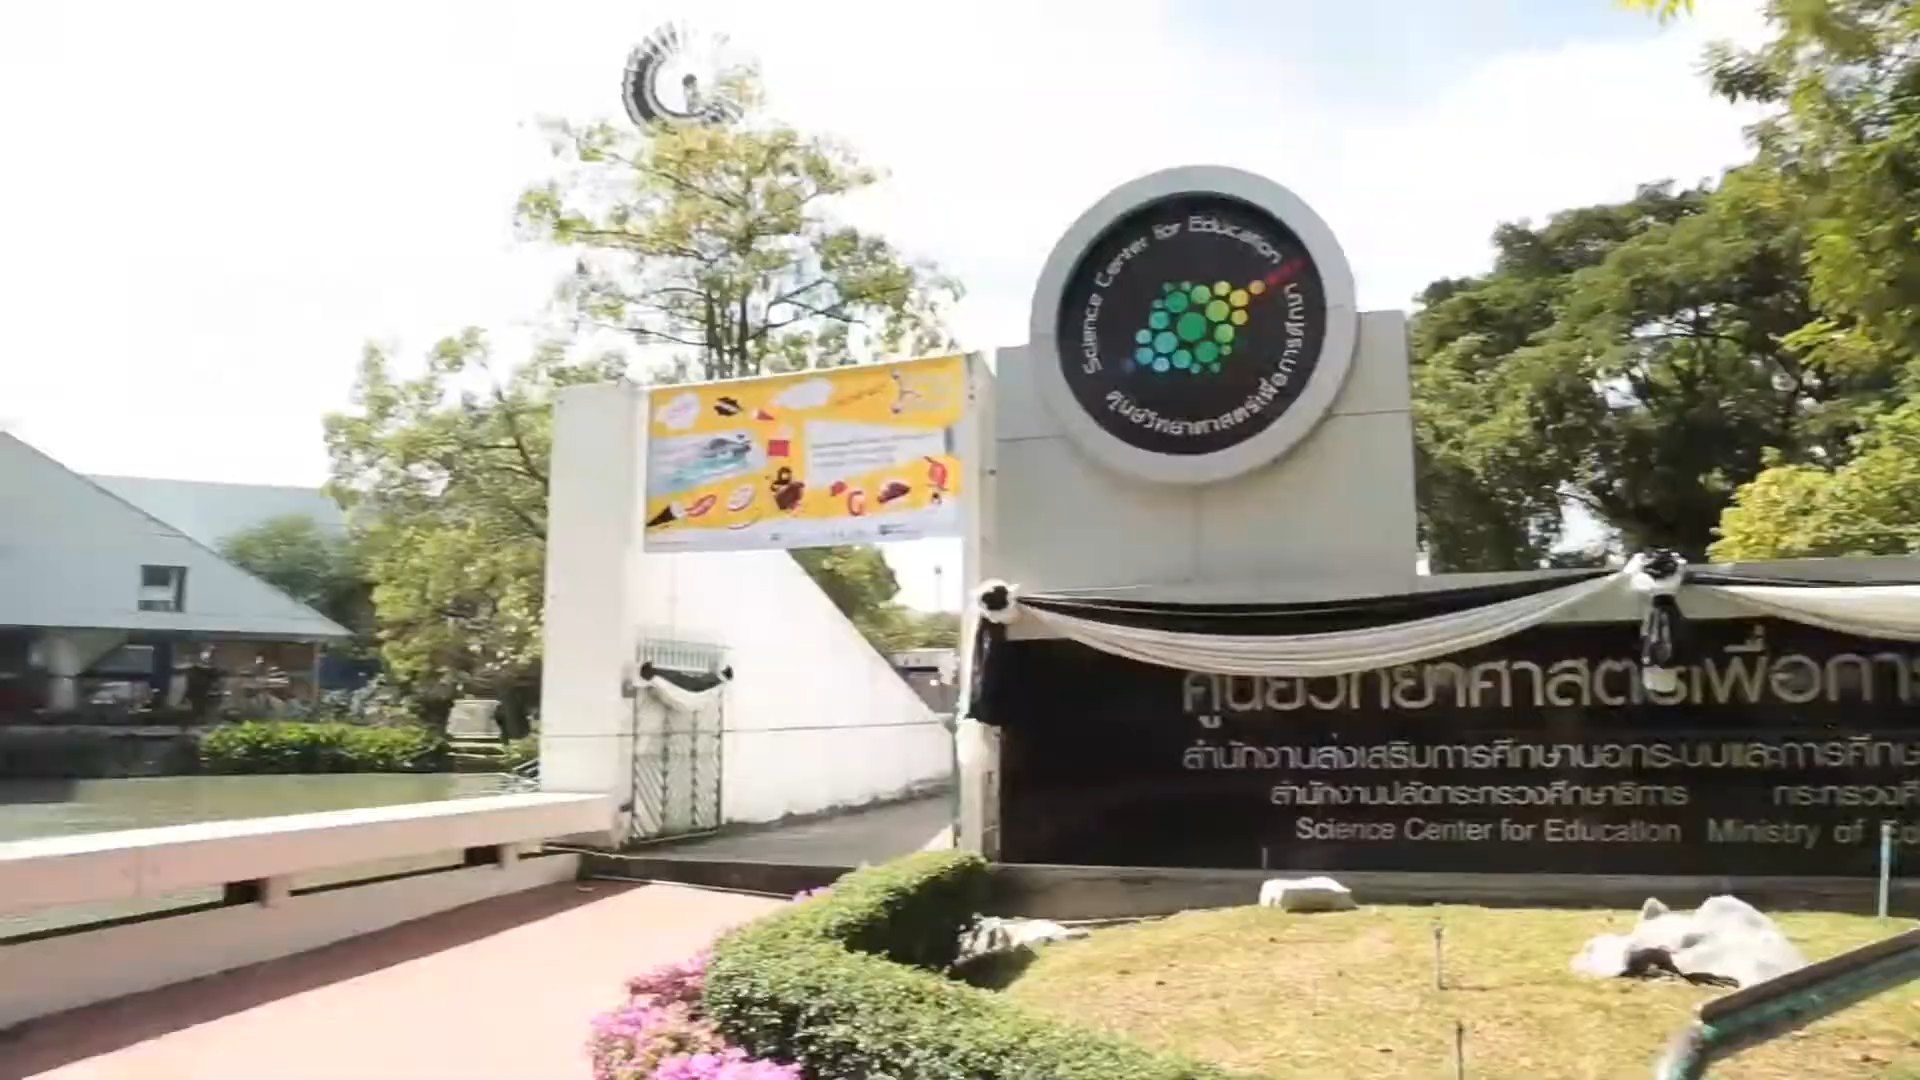 Science Center for Education
ศูนย์วิทยาศาสตร์เพื่อการศึกษา
ศูนย์วิทยาศาสตร์เพื่อการ
สำนักงานส่งเสริมการศึกษานอกระบบและการศึกษ
สำนักงานปลัดกระทรวงศึกษาธิการ กระทรวงศึ
Science Center for Education Ministry of Ed